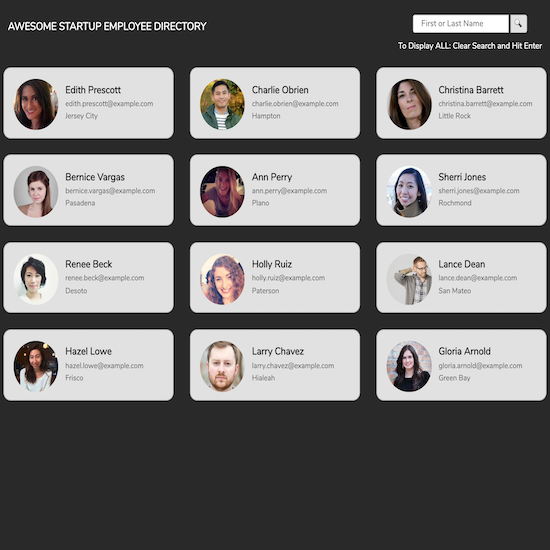 AWESOME STARTUP EMPLOYEE DIRECTORY
First or Last Name
To Display ALL: Clear Search and Hit Enter
Edith Prescott
edith.prescott@example.com
Jersey City
Charlie Obrien
charlie.obrien@example.com
Hampton
Christina Barrett
christina.barrett@example.com
Little Rock
Bernice Vargas
bernice.vargas@example.com
Pasadena
Ann Perry
ann.perry@example.com
Plano
Sherri Jones
sherri.jones@example.com
Rochmond
Renee Beck
renee.beck@example.com
Desoto
Holly Ruiz
holly.ruiz@example.com
Paterson
Lance Dean
lance.dean@example.com
San Mateo
Hazel Lowe
hazel.lowe@example.com
Frisco
Larry Chavez
larry.chavez@example.com
Hialeah
Gloria Arnold
gloria.arnold@example.com
Green Bay